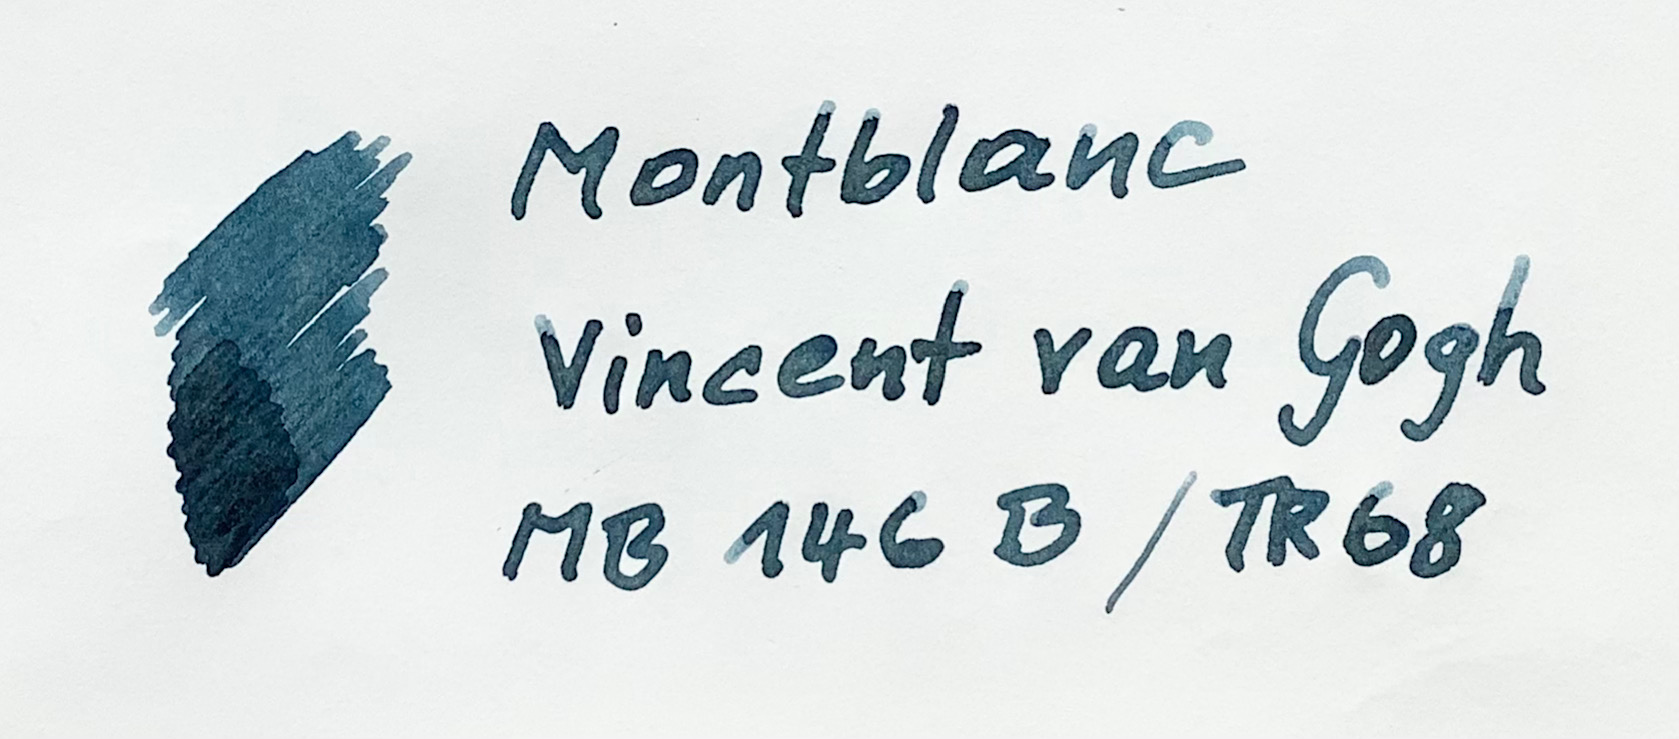 Montblanc
Vincent van Gogh
MB 146 B / TR68